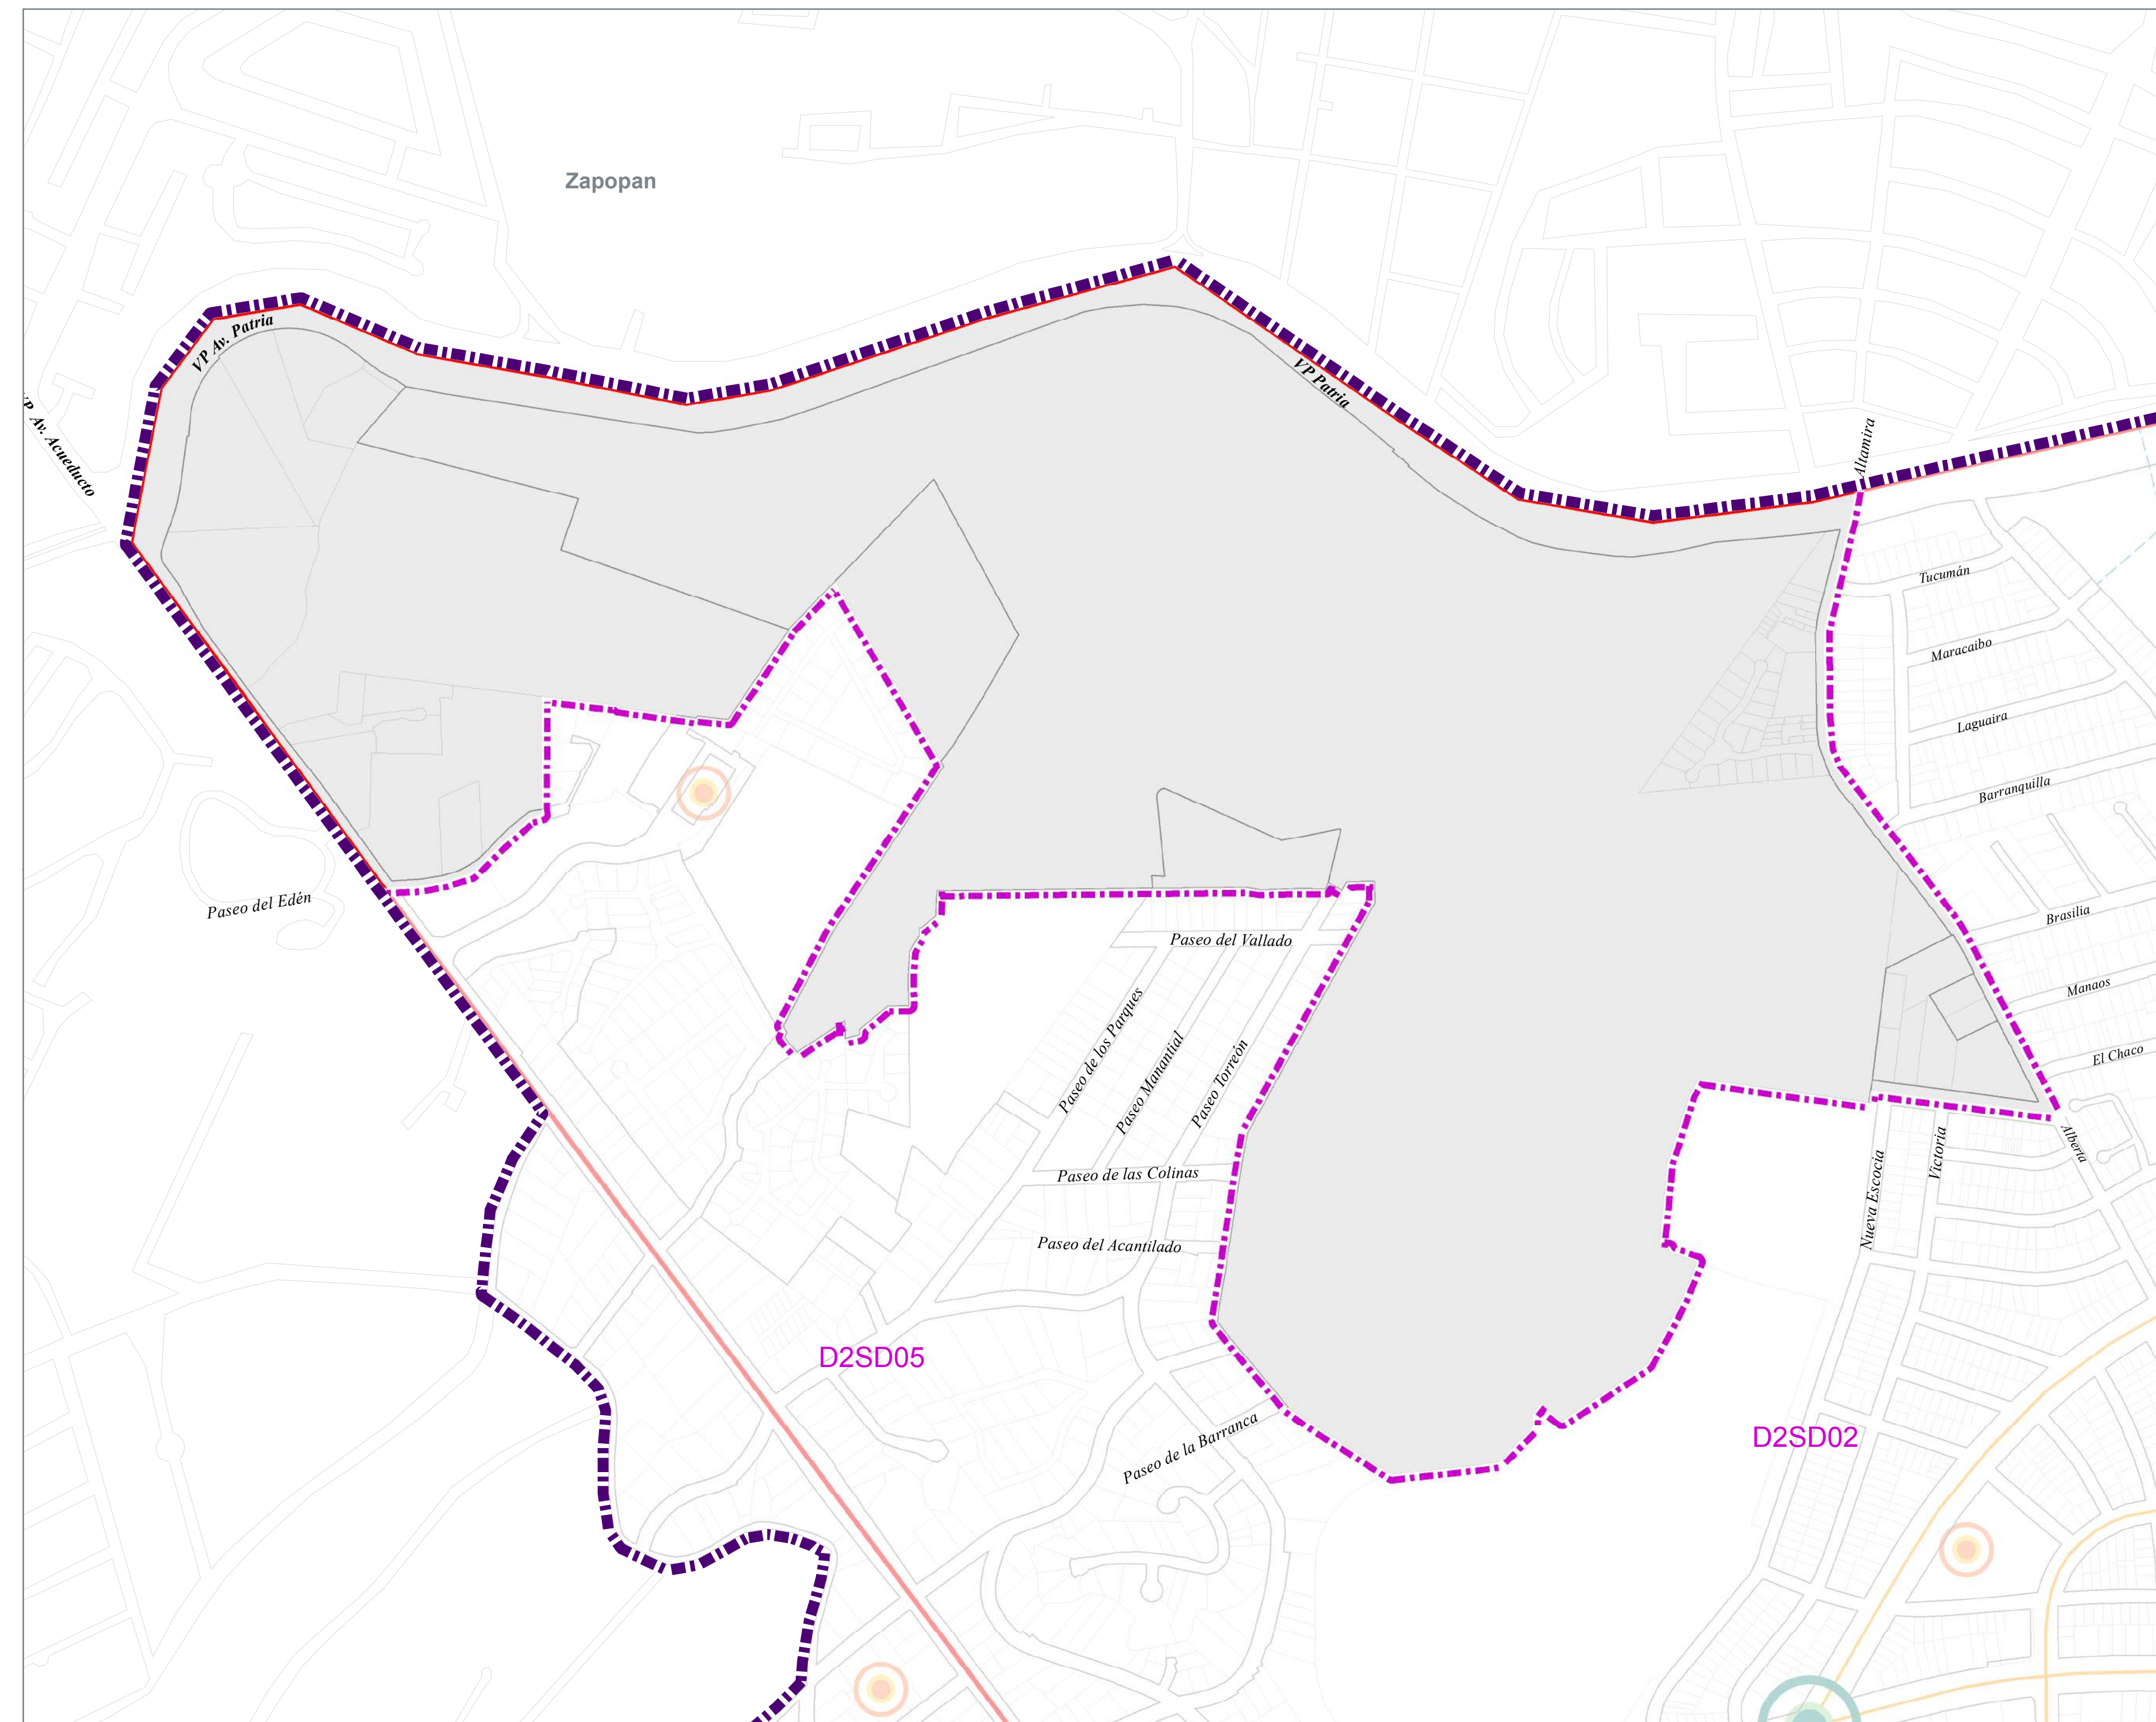 Zapopan
VP Av. Patria
VP Patria
VP Av. Acueducto
Altamira
Tucumán
Maracaibo
Laguaira
Barranquilla
Paseo del Edén
Brasilia
Paseo del Vallado
Manaos
Paseo de los Parques
Paseo Manantial
Paseo Torreón
El Chaco
Alberta
Victoria
Nueva Escocia
Paseo de las Colinas
Paseo del Acantilado
D2SD05
D2SD02
Paseo de la Barranca